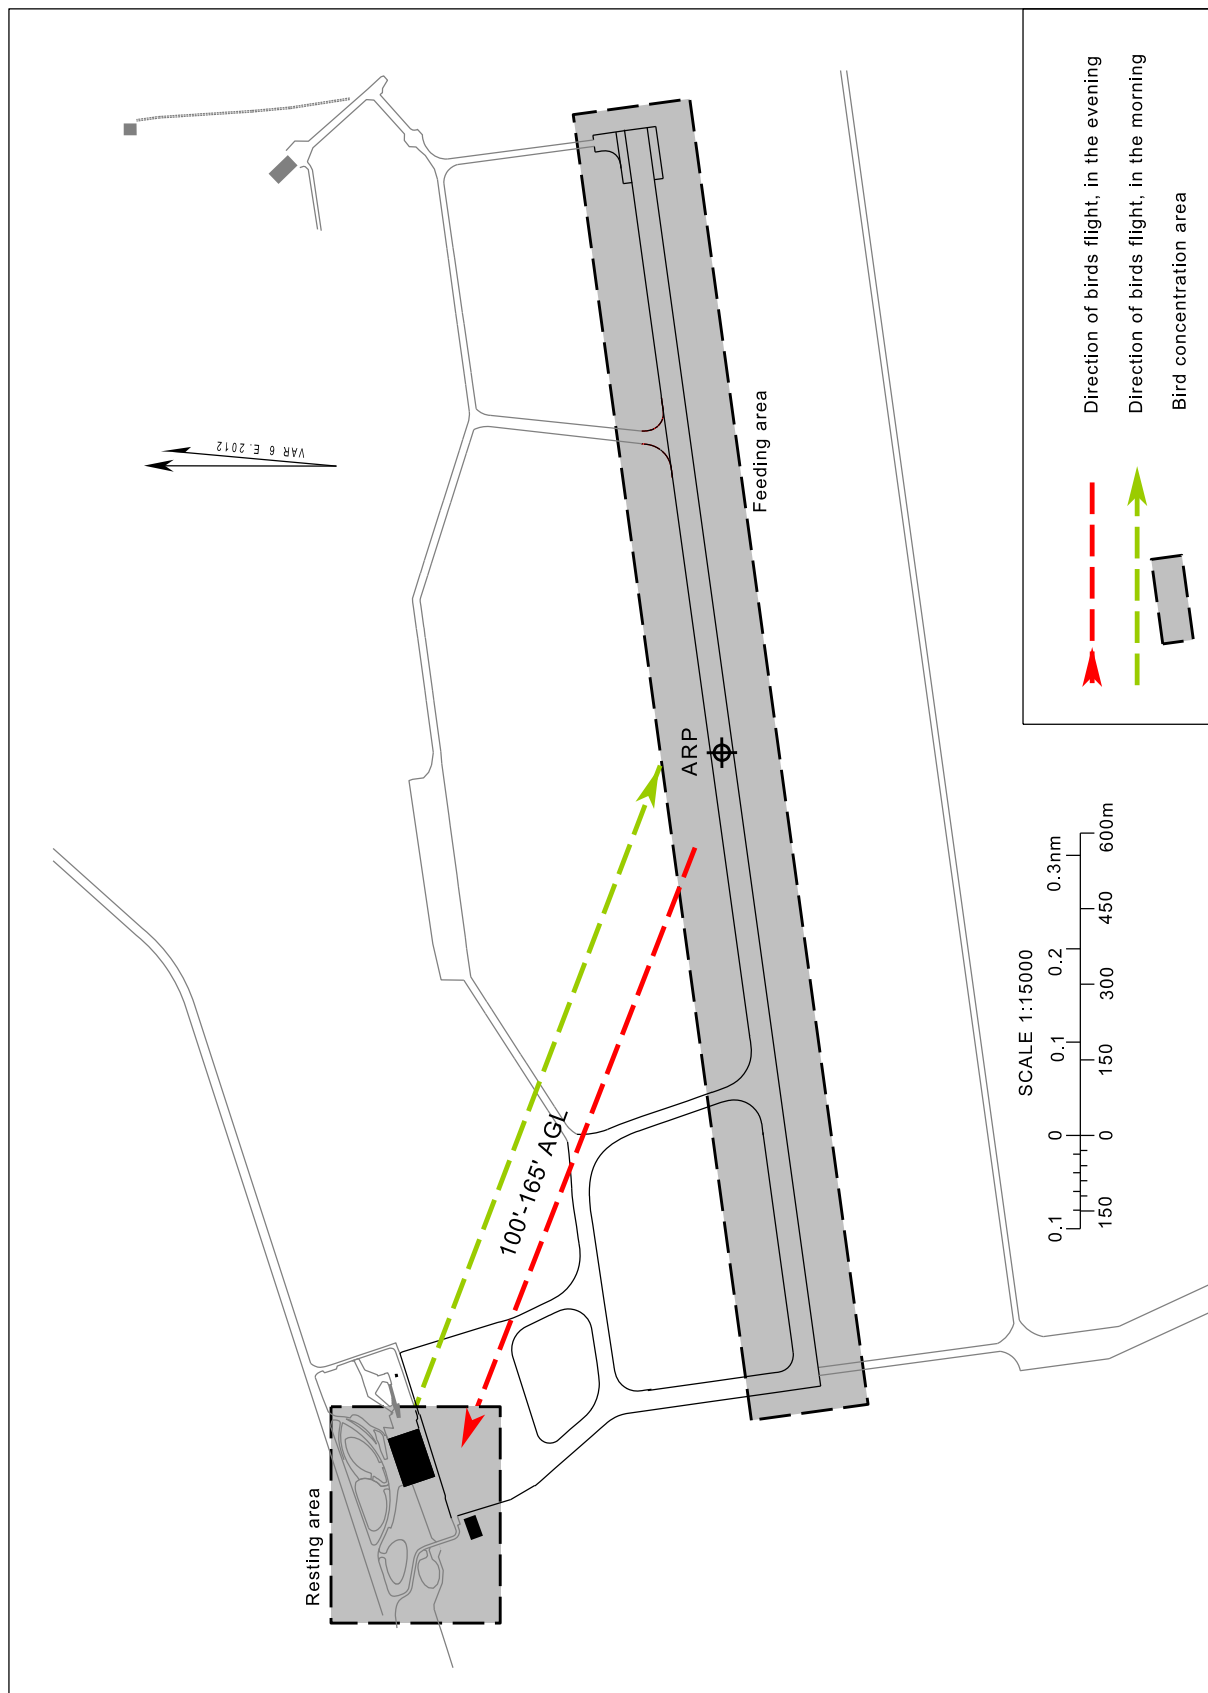 VAR 6 E. 2012
Resting area
100'-165' AGL
ARP
Feeding area
SCALE 1:15000
0.1 0 0.1 0.2 0.3nm
150 0 150 300 450 600m
Direction of birds flight, in the evening
Direction of birds flight, in the morning
Bird concentration area